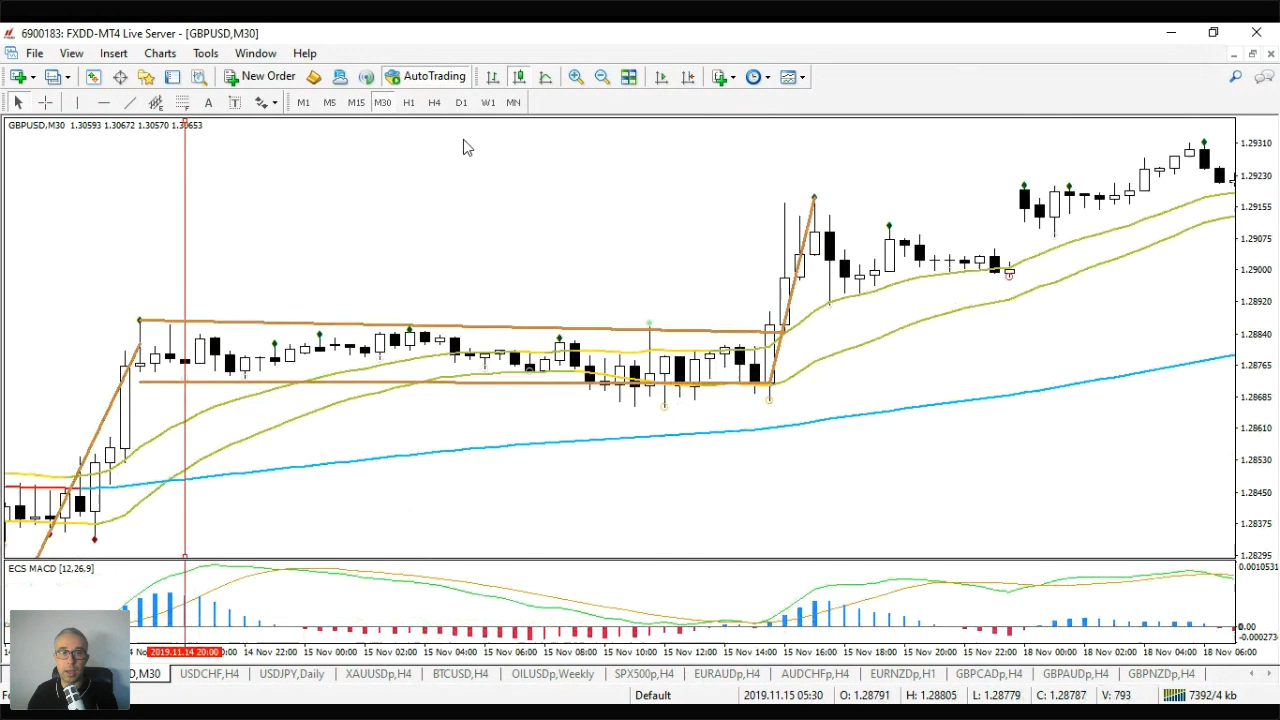 6900183: FXDD-MT4 Live Server - [GBPUSD,M30]
File View Insert Charts Tools Window Help
New Order AutoTrading
A T M1 M5 M15 M30 H1 H4 D1 W1 MN
GBPUSD,M30 1.30593 1.30672 1.30570 1.30653
1.29310
1.29230
1.29155
1.29075
1.29000
1.28920
1.28840
1.28765
1.28685
1.28610
1.28530
1.28450
1.28375
1.28295
ECS MACD [12,26,9]
0.0010531
0.00
-0.000273
2019.11.14 20:00 14 Nov 22:00 15 Nov 00:00 15 Nov 02:00 15 Nov 04:00 15 Nov 06:00 15 Nov 08:00 15 Nov 10:00 15 Nov 12:00 15 Nov 14:00 15 Nov 16:00 15 Nov 18:00 15 Nov 20:00 15 Nov 22:00 18 Nov 00:00 18 Nov 02:00 18 Nov 04:00 18 Nov 06:00
,M30 USDCHF,H4 USDJPY,Daily XAUUSDp,H4 BTCUSD,H4 OILUSDp,Weekly SPX500p,H4 EURAUDp,H4 AUDCHFp,H4 EURNZDp,H1 GBPCADp,H4 GBPAUDp,H4 GBPNZDp,H4
Default 2019.11.15 05:30 O: 1.28791 H: 1.28805 L: 1.28779 C: 1.28787 V: 793 7392/4 kb